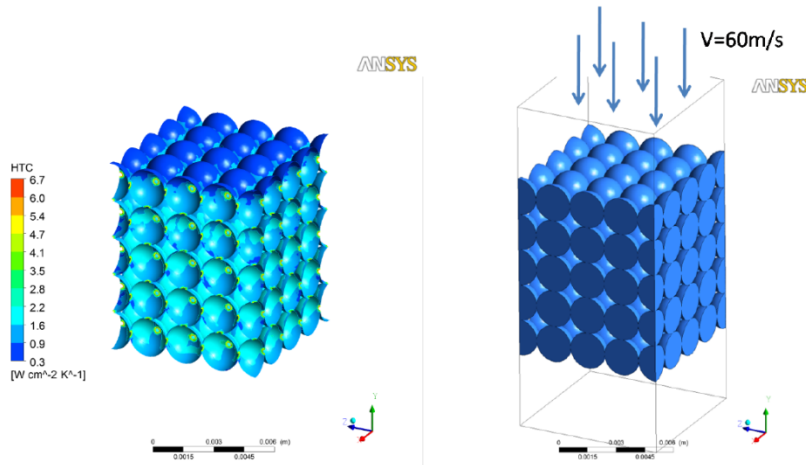 V=60m/s
ANSYS
ANSYS
HTC
6.7
6.0
5.4
4.7
4.1
3.5
2.8
2.2
1.6
0.9
0.3
[W cm^-2 K^-1]
Y
Z
X
0 0.003 0.006 (m)
0.0015 0.0045
Y
Z
X
0 0.003 0.006 (m)
0.0015 0.0045